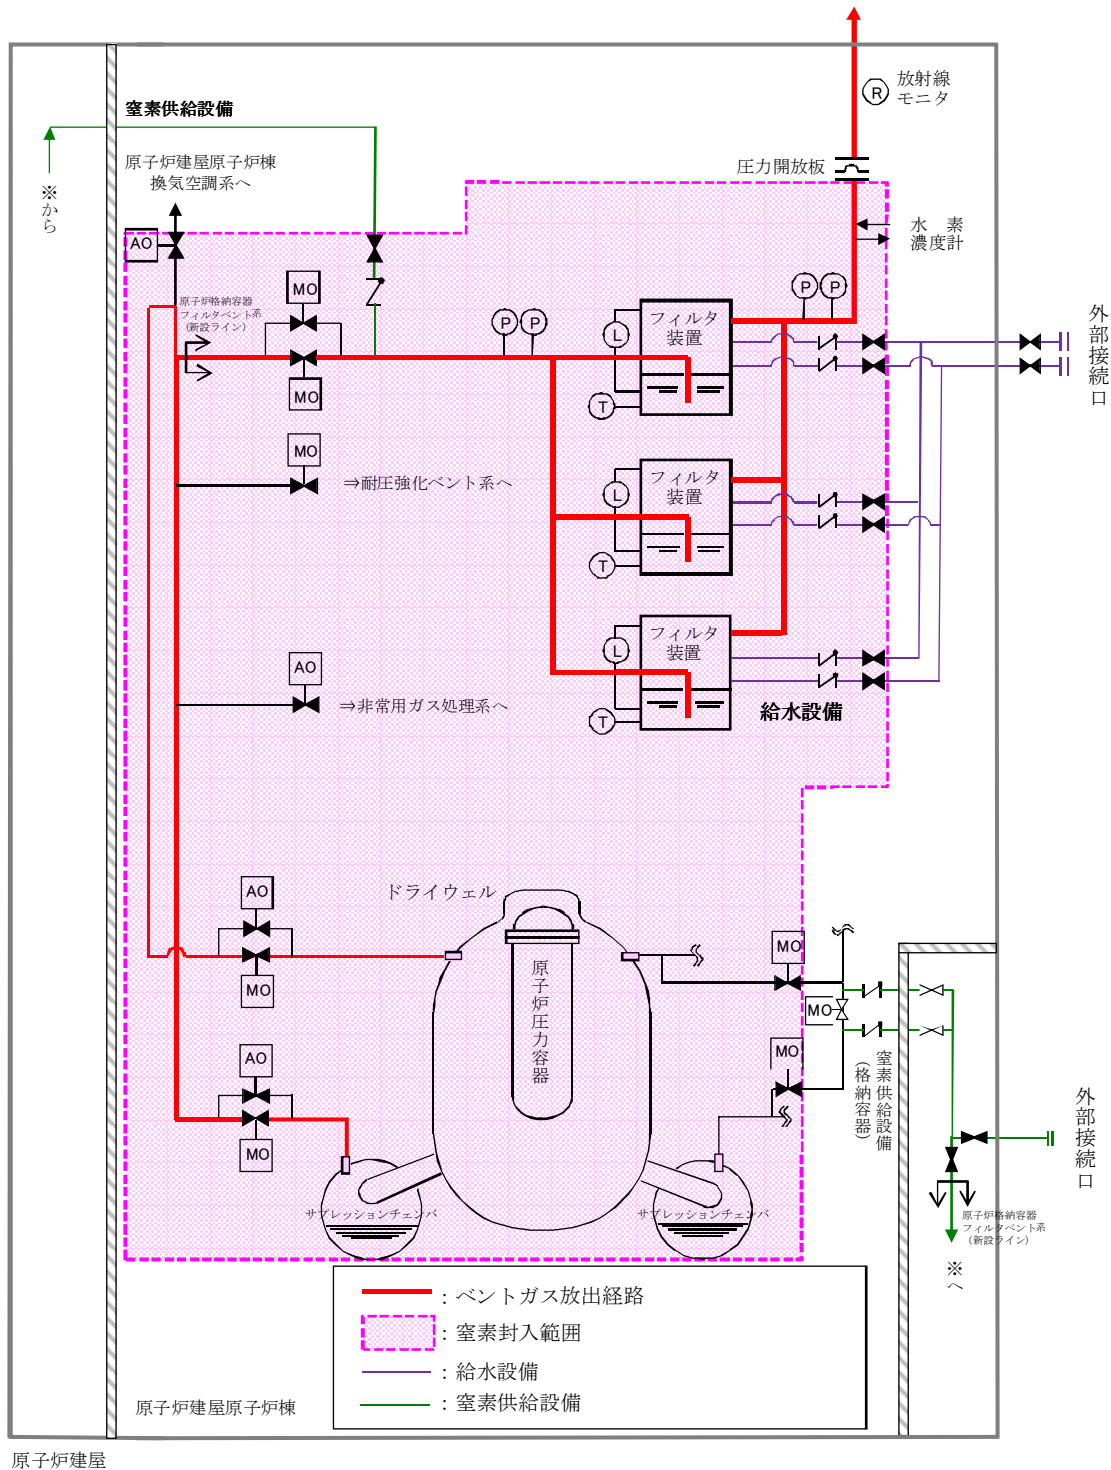 放射線
モニタ
R
窒素供給設備
圧力開放板
原子炉建屋原子炉棟
換気空調系へ
※から
水 素
濃度計
AO
MO
原子炉格納容器
フィルタベント系
(新設ライン)
P
P
P
P
フィルタ
装置
L
T
外部接続口
MO
MO
⇒耐圧強化ベント系へ
フィルタ
装置
L
T
フィルタ
装置
L
T
AO
⇒非常用ガス処理系へ
給水設備
AO
ドライウェル
MO
原子炉圧力容器
MO
MO
AO
MO
MO
窒素供給設備
(格納容器)
外部接続口
サプレッションチェンバ
サプレッションチェンバ
原子炉格納容器
フィルタベント系
(新設ライン)
※へ
:ベントガス放出経路
:窒素封入範囲
:給水設備
:窒素供給設備
原子炉建屋原子炉棟
原子炉建屋